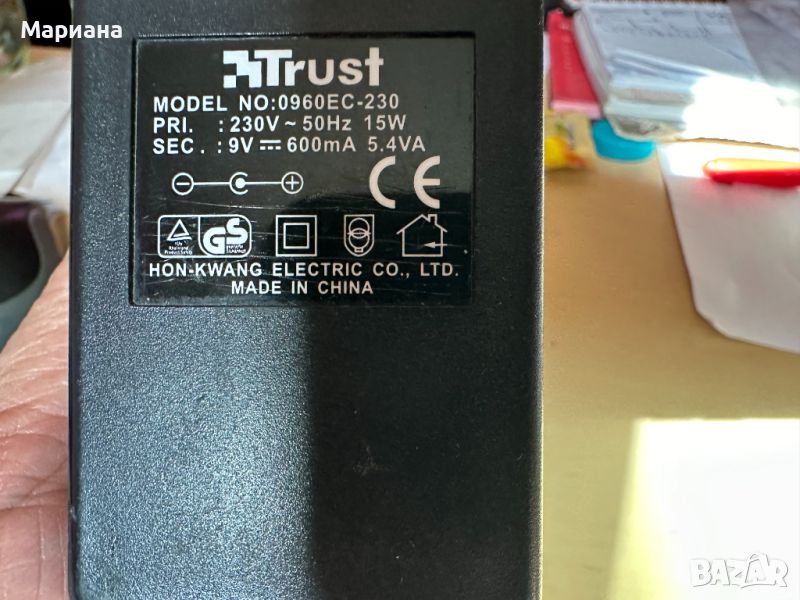 Мариана
Trust
MODEL NO:0960EC-230
PRI. : 230V ~ 50Hz 15W
SEC. : 9V ⎓ 600mA 5.4VA
CE
GS
HON-KWANG ELECTRIC CO., LTD.
MADE IN CHINA
BAZAR